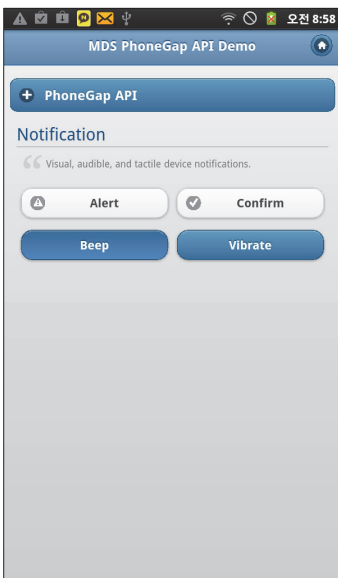 오전 8:58
MDS PhoneGap API Demo
PhoneGap API
Notification
Visual, audible, and tactile device notifications.
Alert Confirm
Beep Vibrate